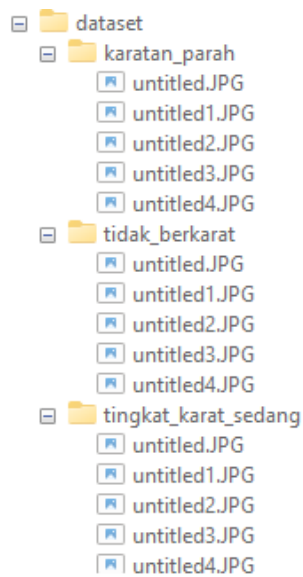 dataset
karatan_parah
untitled.JPG
untitled1.JPG
untitled2.JPG
untitled3.JPG
untitled4.JPG
tidak_berkarat
untitled.JPG
untitled1.JPG
untitled2.JPG
untitled3.JPG
untitled4.JPG
tingkat_karat_sedang
untitled.JPG
untitled1.JPG
untitled2.JPG
untitled3.JPG
untitled4.JPG